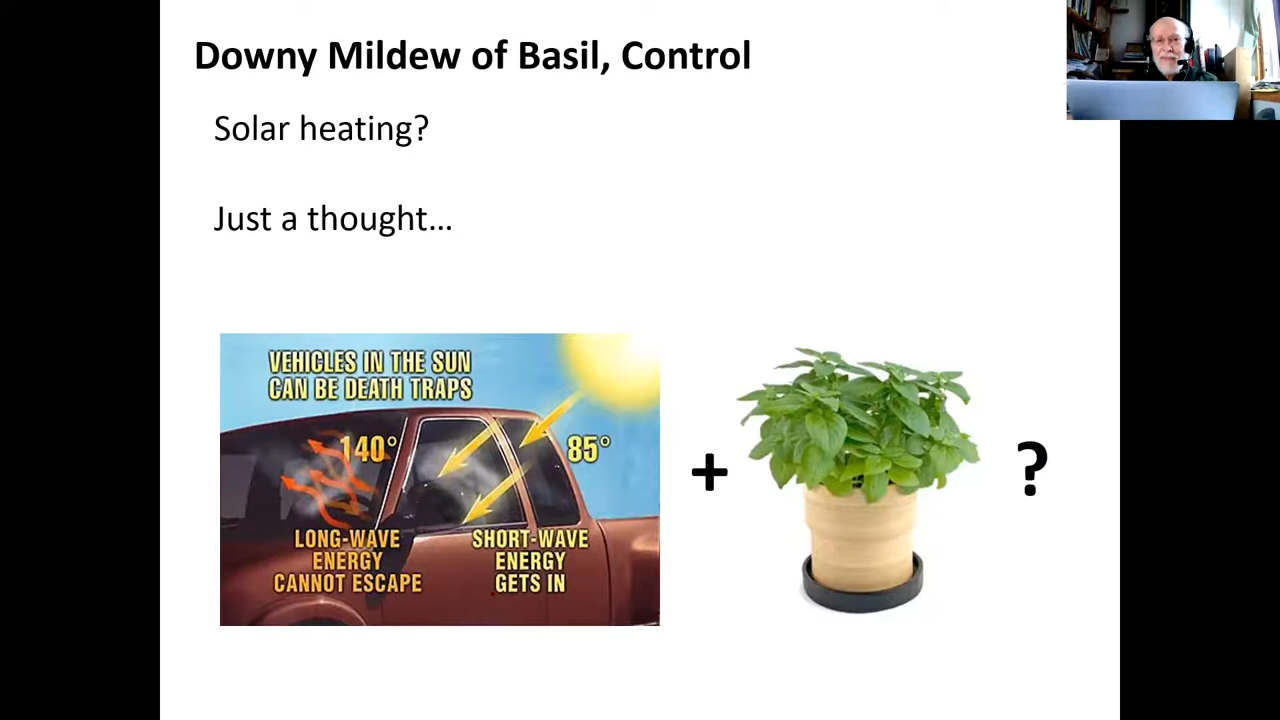 Downy Mildew of Basil, Control
Solar heating?
Just a thought…
VEHICLES IN THE SUN
CAN BE DEATH TRAPS
140°
85°
LONG-WAVE
ENERGY
CANNOT ESCAPE
SHORT-WAVE
ENERGY
GETS IN
+
?